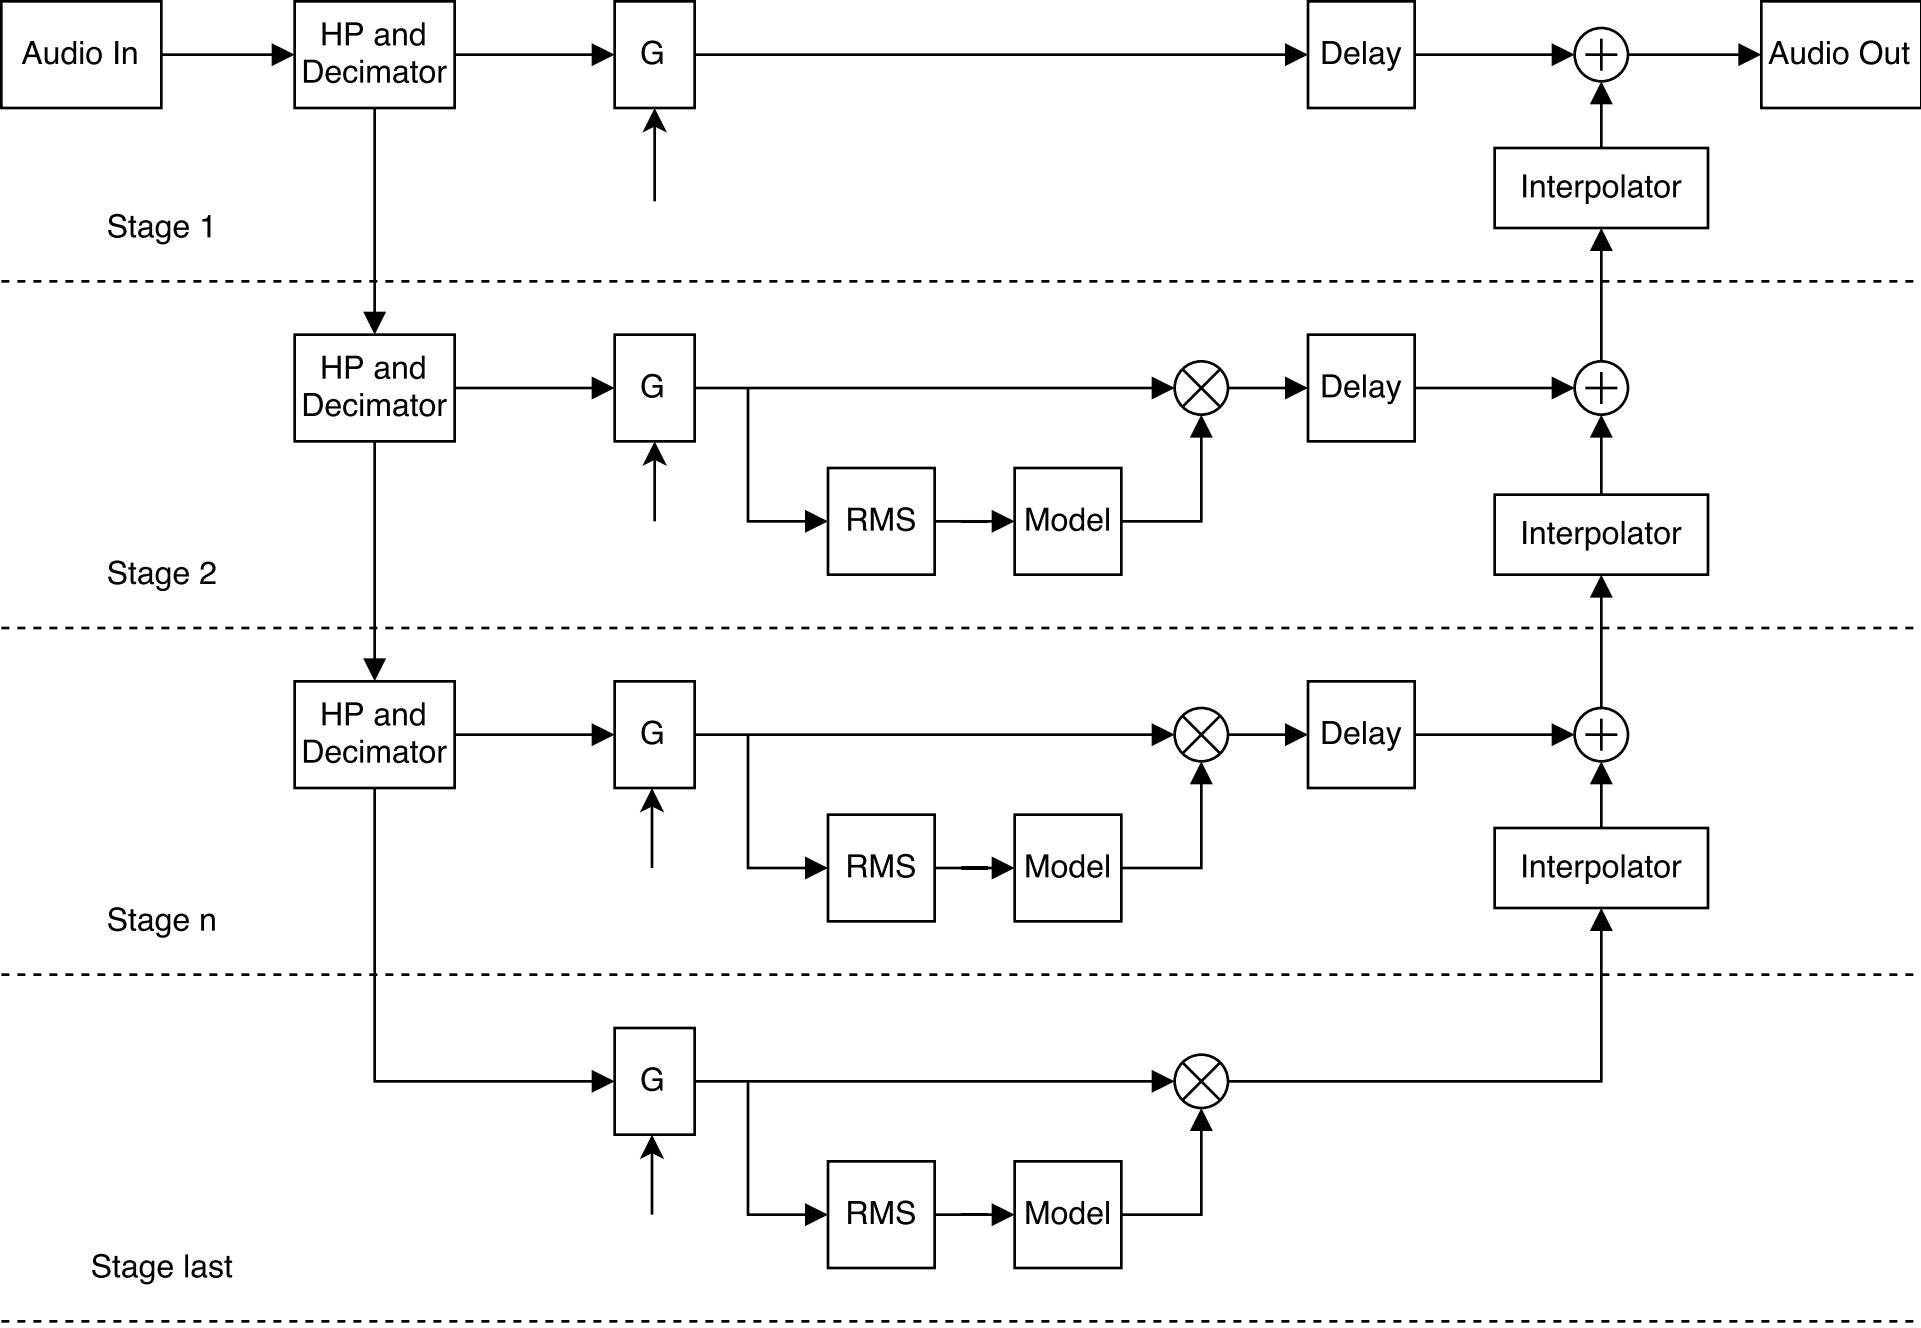 Audio In
HP and
Decimator
G
Delay
Audio Out
Interpolator
Stage 1
HP and
Decimator
G
Delay
RMS
Model
Interpolator
Stage 2
HP and
Decimator
G
Delay
RMS
Model
Interpolator
Stage n
G
RMS
Model
Stage last